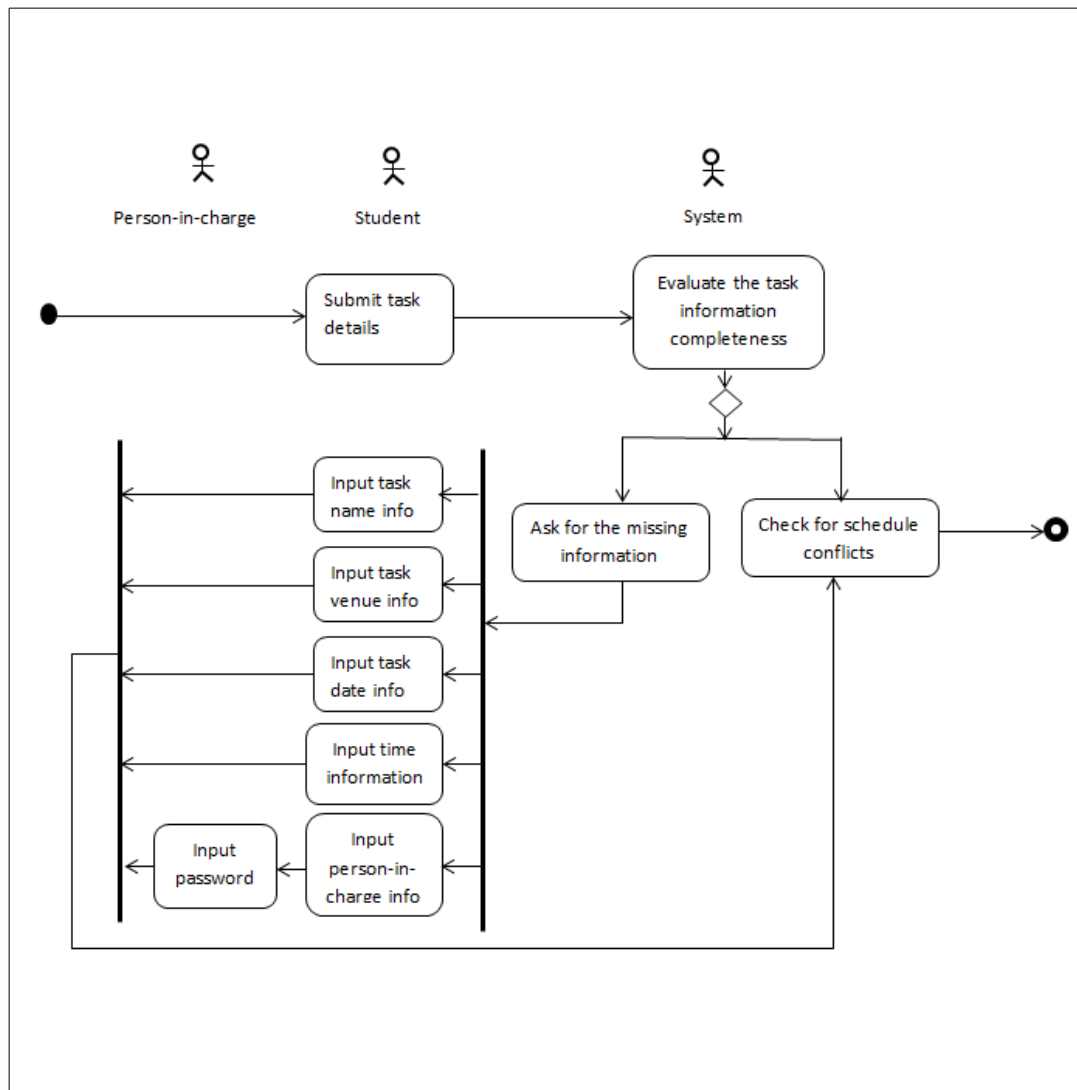 Person-in-charge
Student
System
Submit task
details
Evaluate the task
information
completeness
Input task
name info
Ask for the missing
information
Check for schedule
conflicts
Input task
venue info
Input task
date info
Input time
information
Input
password
Input
person-in-
charge info